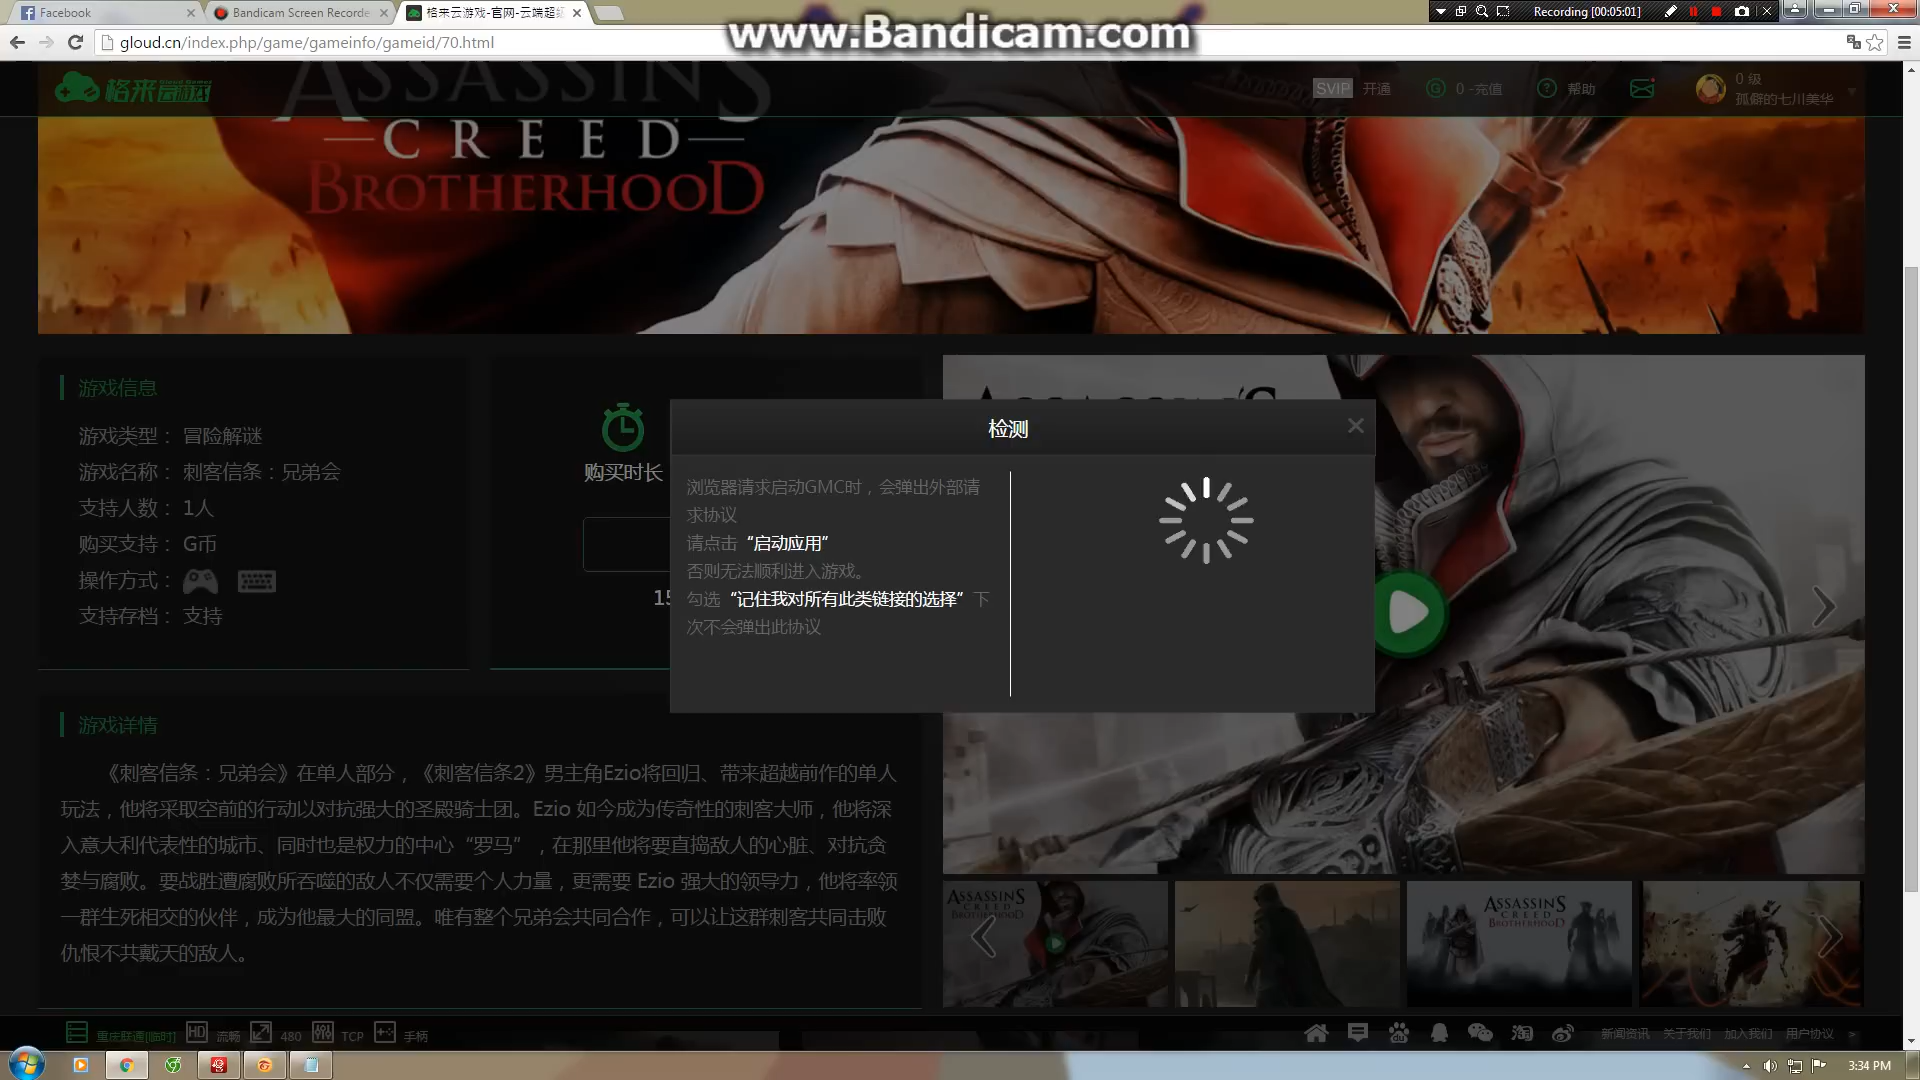 Facebook
Bandicam Screen Recorde
格来云游戏-官网-云端超
www.Bandicam.com
Recording [00:05:01]
gloud.cn/index.php/game/gameinfo/gameid/70.html
格来云游戏
ASSASSINS
CREED
BROTHERHOOD
SVIP 开通
0 -充值
帮助
0 级
孤僻的七川美华
游戏信息
游戏类型： 冒险解谜
游戏名称： 刺客信条：兄弟会
支持人数： 1人
购买支持： G币
操作方式：
支持存档： 支持
购买时长
15
检测
浏览器请求启动GMC时，会弹出外部请
求协议
请点击“启动应用”
否则无法顺利进入游戏。
勾选“记住我对所有此类链接的选择”下
次不会弹出此协议
游戏详情
《刺客信条：兄弟会》在单人部分，《刺客信条2》男主角Ezio将回归、带来超越前作的单人
玩法，他将采取空前的行动以对抗强大的圣殿骑士团。Ezio 如今成为传奇性的刺客大师，他将深
入意大利代表性的城市、同时也是权力的中心“罗马”，在那里他将要直捣敌人的心脏、对抗贪
婪与腐败。要战胜遭腐败所吞噬的敌人不仅需要个人力量，更需要 Ezio 强大的领导力，他将率领
一群生死相交的伙伴，成为他最大的同盟。唯有整个兄弟会共同合作，可以让这群刺客共同击败
仇恨不共戴天的敌人。
ASSASSINS
CREED
BROTHERHOOD
ASSASSINS
CREED
BROTHERHOOD
重庆联通[临时]
HD 流畅
480
TCP
手柄
新闻资讯 关于我们 加入我们 用户协议 >
3:34 PM